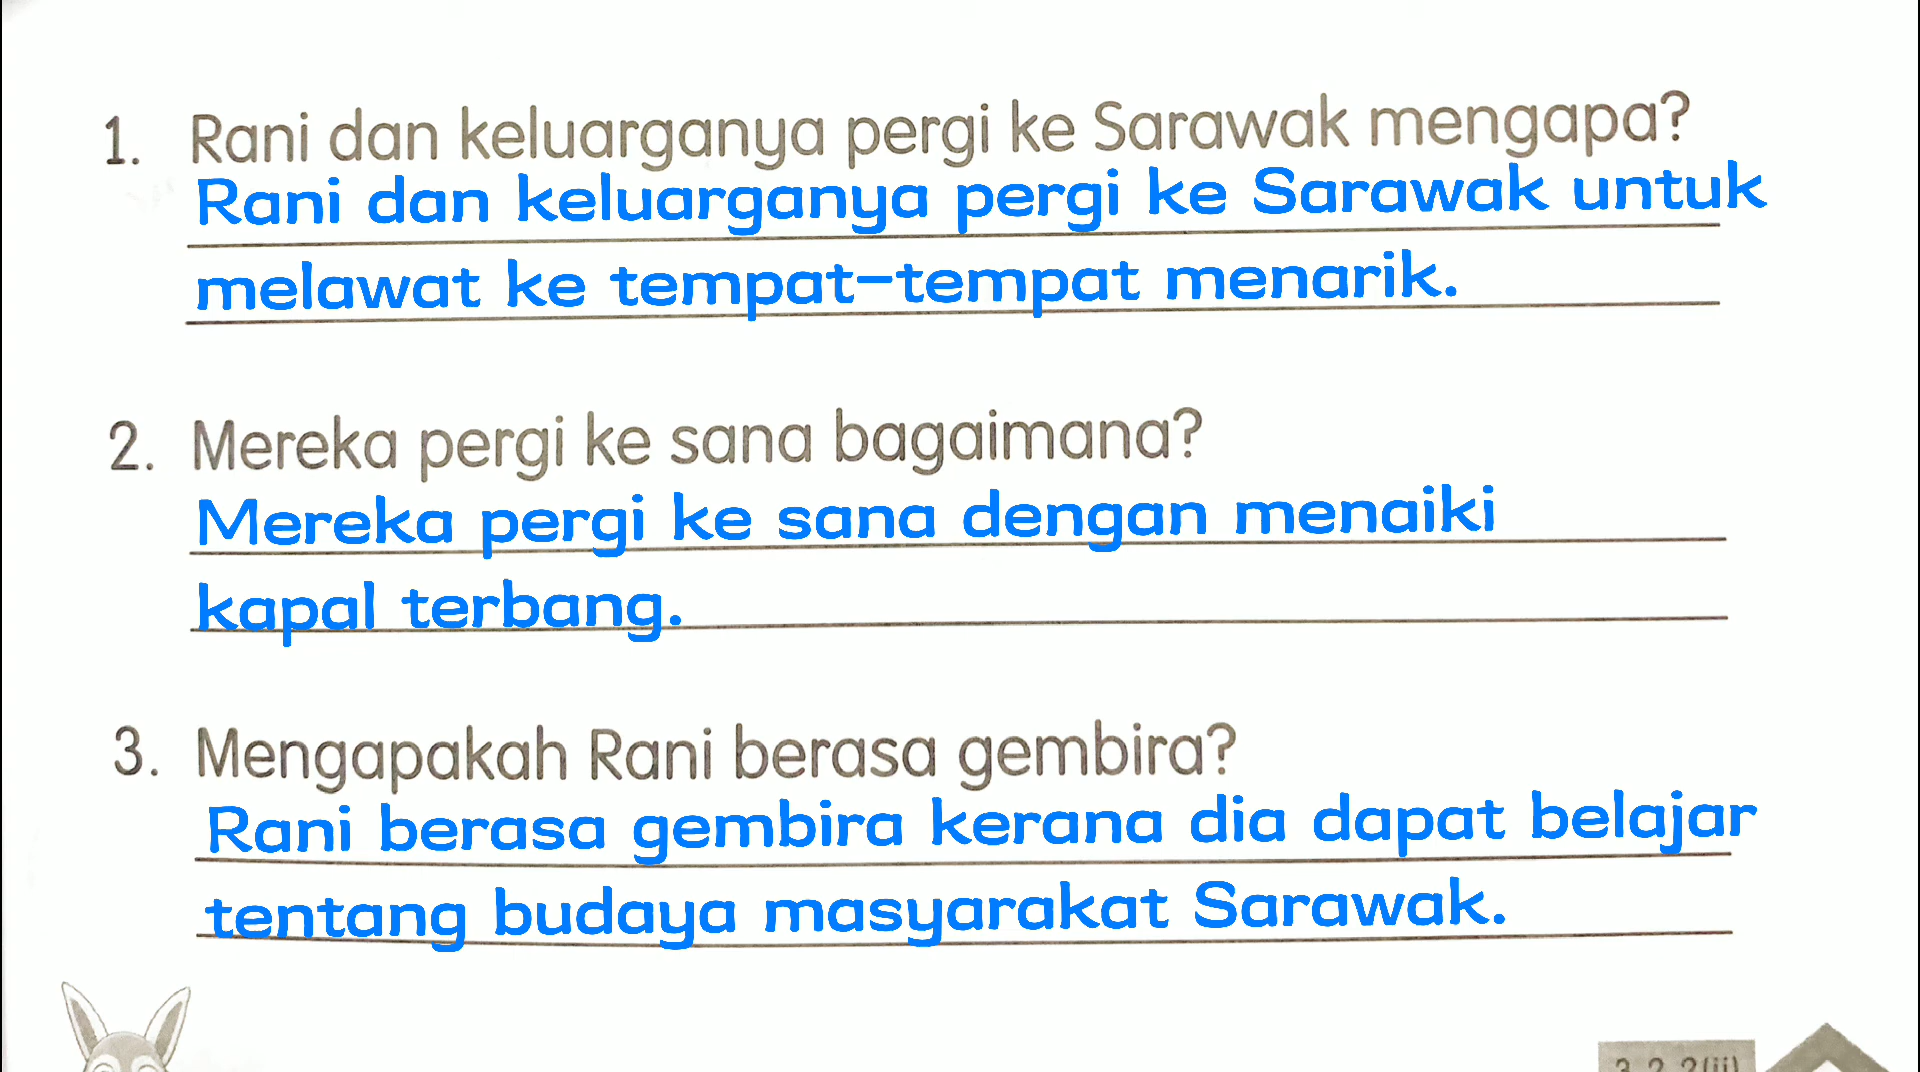 1. Rani dan keluarganya pergi ke Sarawak mengapa?
Rani dan keluarganya pergi ke Sarawak untuk
melawat ke tempat-tempat menarik.
2. Mereka pergi ke sana bagaimana?
Mereka pergi ke sana dengan menaiki
kapal terbang.
3. Mengapakah Rani berasa gembira?
Rani berasa gembira kerana dia dapat belajar
tentang budaya masyarakat Sarawak.